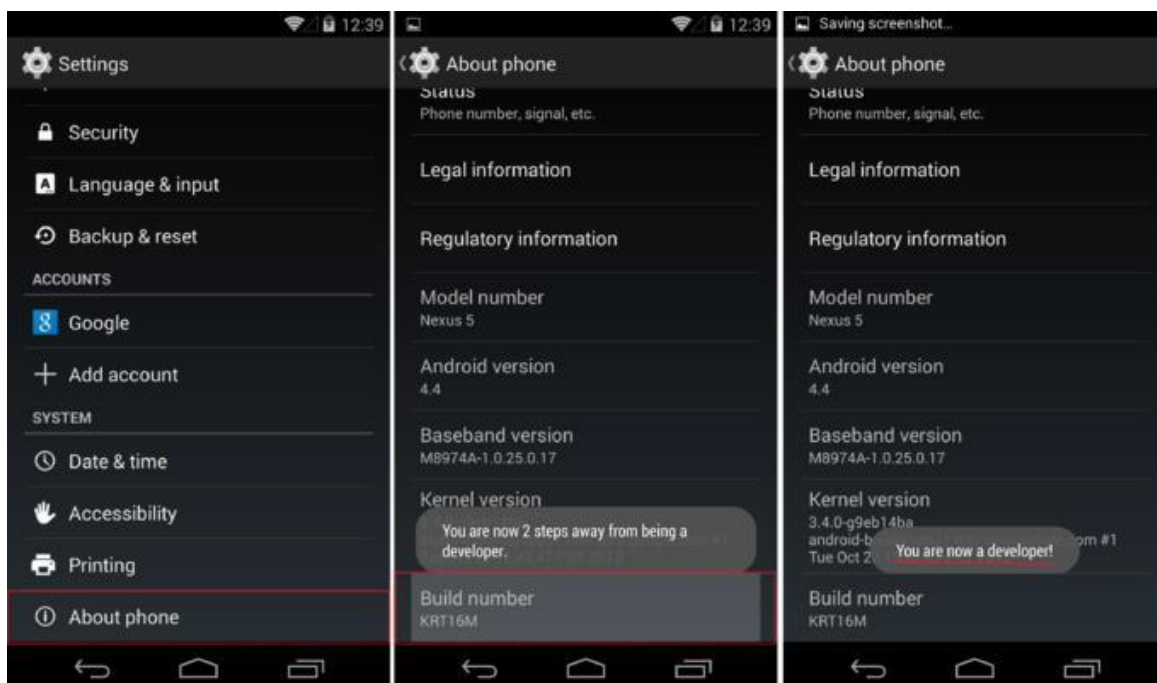 12:39
Settings
Security
Language & input
Backup & reset
ACCOUNTS
Google
Add account
SYSTEM
Date & time
Accessibility
Printing
About phone
12:39
About phone
Status
Phone number, signal, etc.
Legal information
Regulatory information
Model number
Nexus 5
Android version
4.4
Baseband version
M8974A-1.0.25.0.17
Kernel version
You are now 2 steps away from being a
developer.
Build number
KRT16M
Saving screenshot...
About phone
Status
Phone number, signal, etc.
Legal information
Regulatory information
Model number
Nexus 5
Android version
4.4
Baseband version
M8974A-1.0.25.0.17
Kernel version
3.4.0-g9eb14ba
om #1
Tue Oct 2
You are now a developer!
Build number
KRT16M